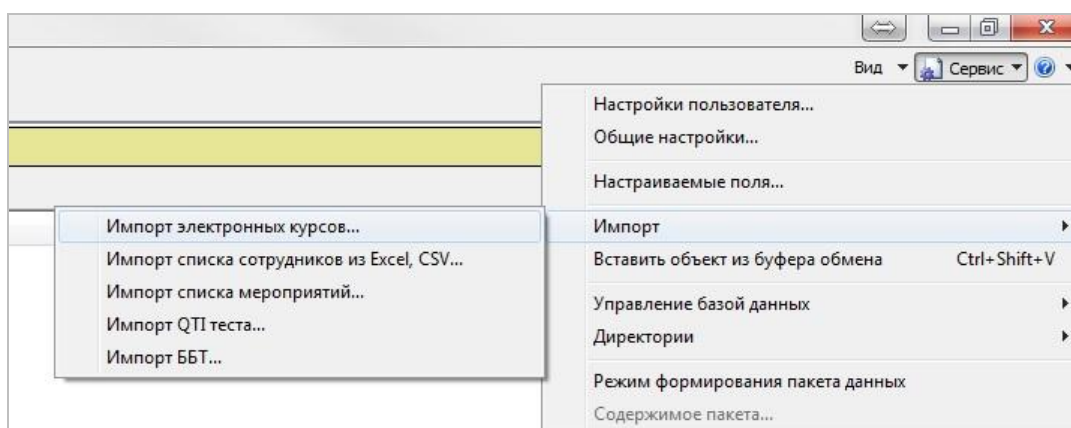 Вид Сервис
Настройки пользователя...
Общие настройки...
Настраиваемые поля...
Импорт
Вставить объект из буфера обмена Ctrl+Shift+V
Управление базой данных
Директории
Режим формирования пакета данных
Содержимое пакета...
Импорт электронных курсов...
Импорт списка сотрудников из Excel, CSV...
Импорт списка мероприятий...
Импорт QTI теста...
Импорт ББТ...